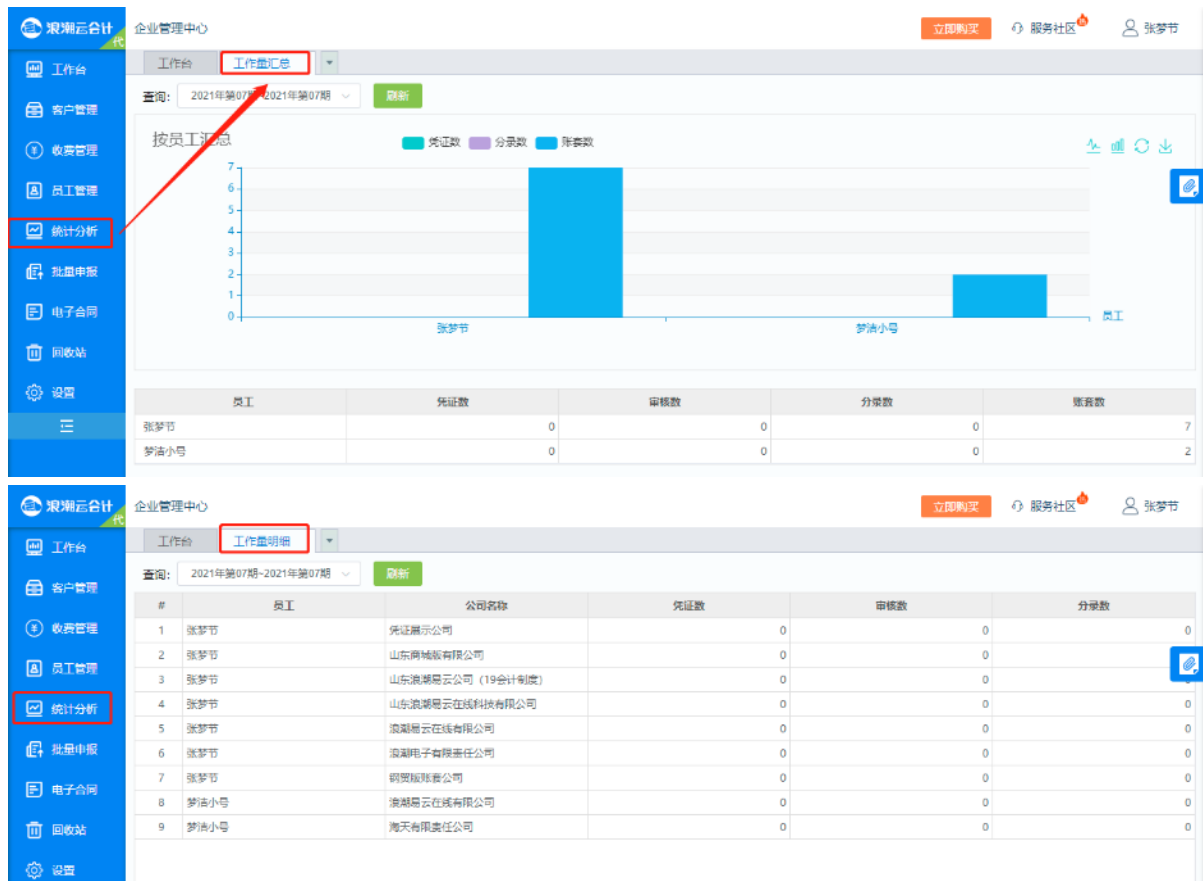 浪潮云会计 代 企业管理中心 立即购买 服务社区 张梦节
工作台 工作台 工作量汇总
客户管理 查询: 2021年第07期~2021年第07期 刷新
收费管理 按员工汇总 凭证数 分录数 账套数
员工管理
统计分析
批量申报
电子合同
回收站
设置
7
6
5
4
3
2
1
0
张梦节 梦洁小号 员工
员工 凭证数 审核数 分录数 账套数
张梦节 0 0 0 7
梦洁小号 0 0 0 2
浪潮云会计 代 企业管理中心 立即购买 服务社区 张梦节
工作台 工作台 工作量明细
客户管理 查询: 2021年第07期~2021年第07期 刷新
收费管理
员工管理
统计分析
批量申报
电子合同
回收站
设置
# 员工 公司名称 凭证数 审核数 分录数
1 张梦节 凭证展示公司 0 0 0
2 张梦节 山东商城版有限公司 0 0 0
3 张梦节 山东浪潮易云公司（19会计制度） 0 0 0
4 张梦节 山东浪潮易云在线科技有限公司 0 0 0
5 张梦节 浪潮易云在线有限公司 0 0 0
6 张梦节 浪潮电子有限责任公司 0 0 0
7 张梦节 钢贸版账套公司 0 0 0
8 梦洁小号 浪潮易云在线有限公司 0 0 0
9 梦洁小号 海天有限责任公司 0 0 0